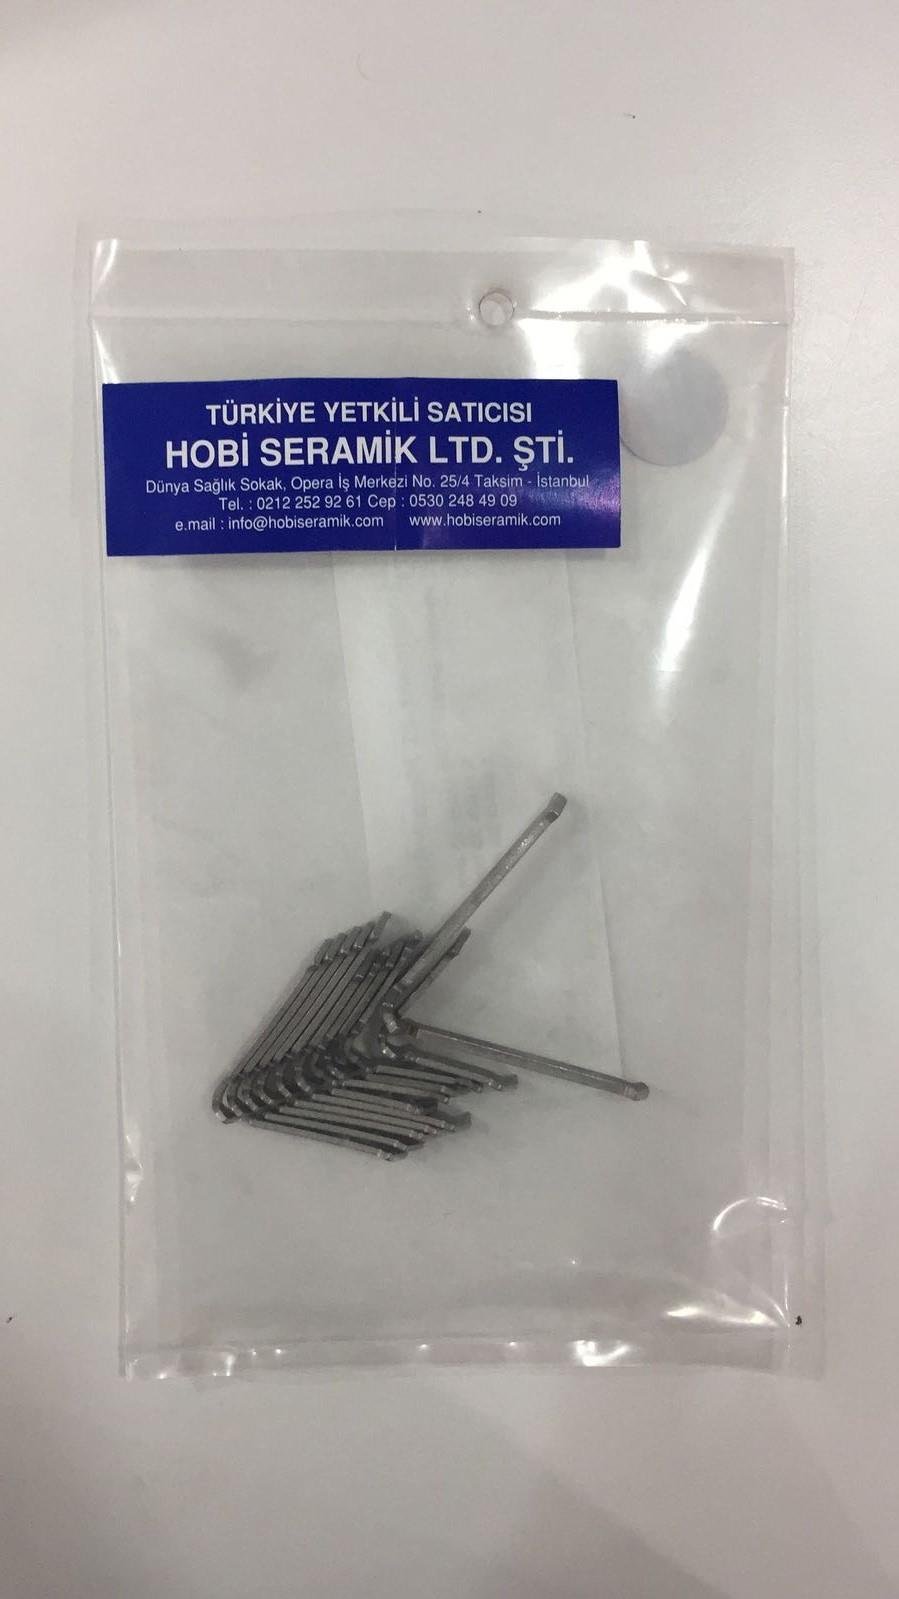 TÜRKİYE YETKİLİ SATICISI
HOBİ SERAMİK LTD. ŞTİ.
Dünya Sağlık Sokak, Opera İş Merkezi No. 25/4 Taksim - İstanbul
Tel. : 0212 252 92 61 Cep : 0530 248 49 09
e.mail : info@hobiseramik.com www.hobiseramik.com